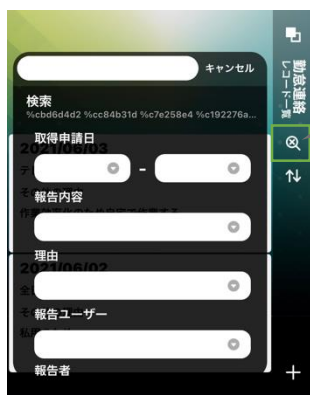 キャンセル
検索
%cbd6d4d2 %cc84b31d %c7e258e4 %c192276a...
取得申請日
2021/06/03
-
報告内容
理由
2021/06/02
報告ユーザー
報告者
勤怠連絡
レコード一覧